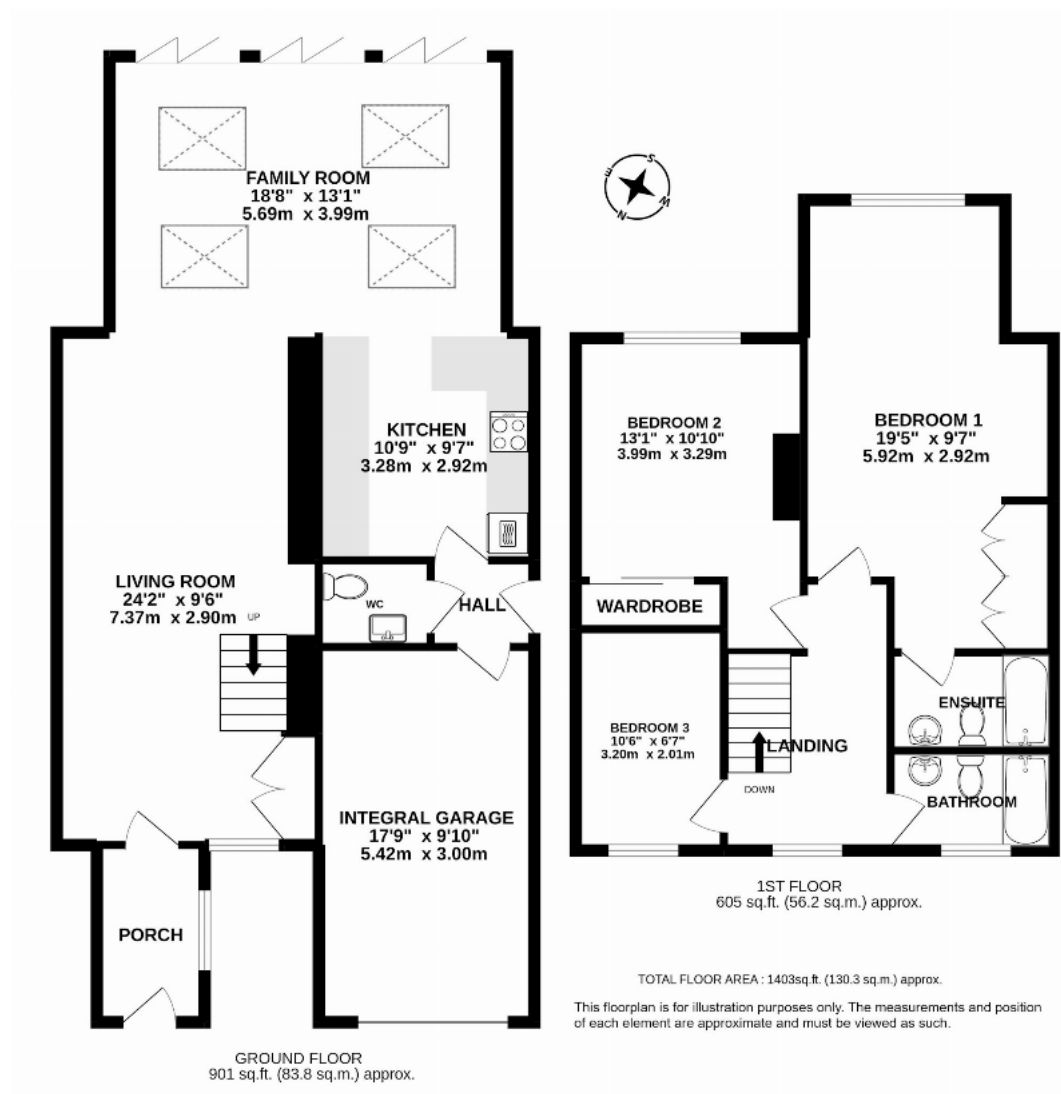 FAMILY ROOM
18'8" x 13'1"
5.69m x 3.99m
KITCHEN
10'9" x 9'7"
3.28m x 2.92m
LIVING ROOM
24'2" x 9'6"
7.37m x 2.90m
UP
WC
HALL
INTEGRAL GARAGE
17'9" x 9'10"
5.42m x 3.00m
PORCH
GROUND FLOOR
901 sq.ft. (83.8 sq.m.) approx.
S
E
W
N
BEDROOM 1
19'5" x 9'7"
5.92m x 2.92m
BEDROOM 2
13'1" x 10'10"
3.99m x 3.29m
WARDROBE
BEDROOM 3
10'6" x 6'7"
3.20m x 2.01m
LANDING
DOWN
ENSUITE
BATHROOM
1ST FLOOR
605 sq.ft. (56.2 sq.m.) approx.
TOTAL FLOOR AREA : 1403sq.ft. (130.3 sq.m.) approx.
This floorplan is for illustration purposes only. The measurements and position
of each element are approximate and must be viewed as such.